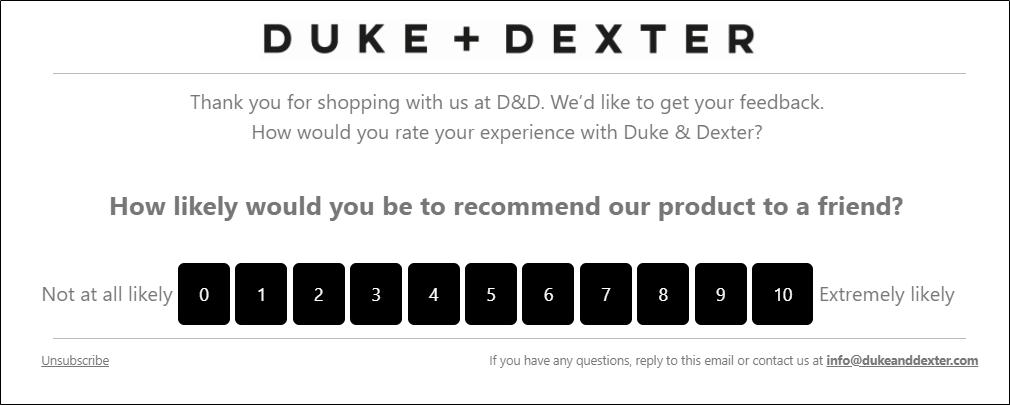 DUKE + DEXTER
Thank you for shopping with us at D&D. We’d like to get your feedback.
How would you rate your experience with Duke & Dexter?
How likely would you be to recommend our product to a friend?
Not at all likely 0 1 2 3 4 5 6 7 8 9 10 Extremely likely
Unsubscribe If you have any questions, reply to this email or contact us at info@dukeanddexter.com